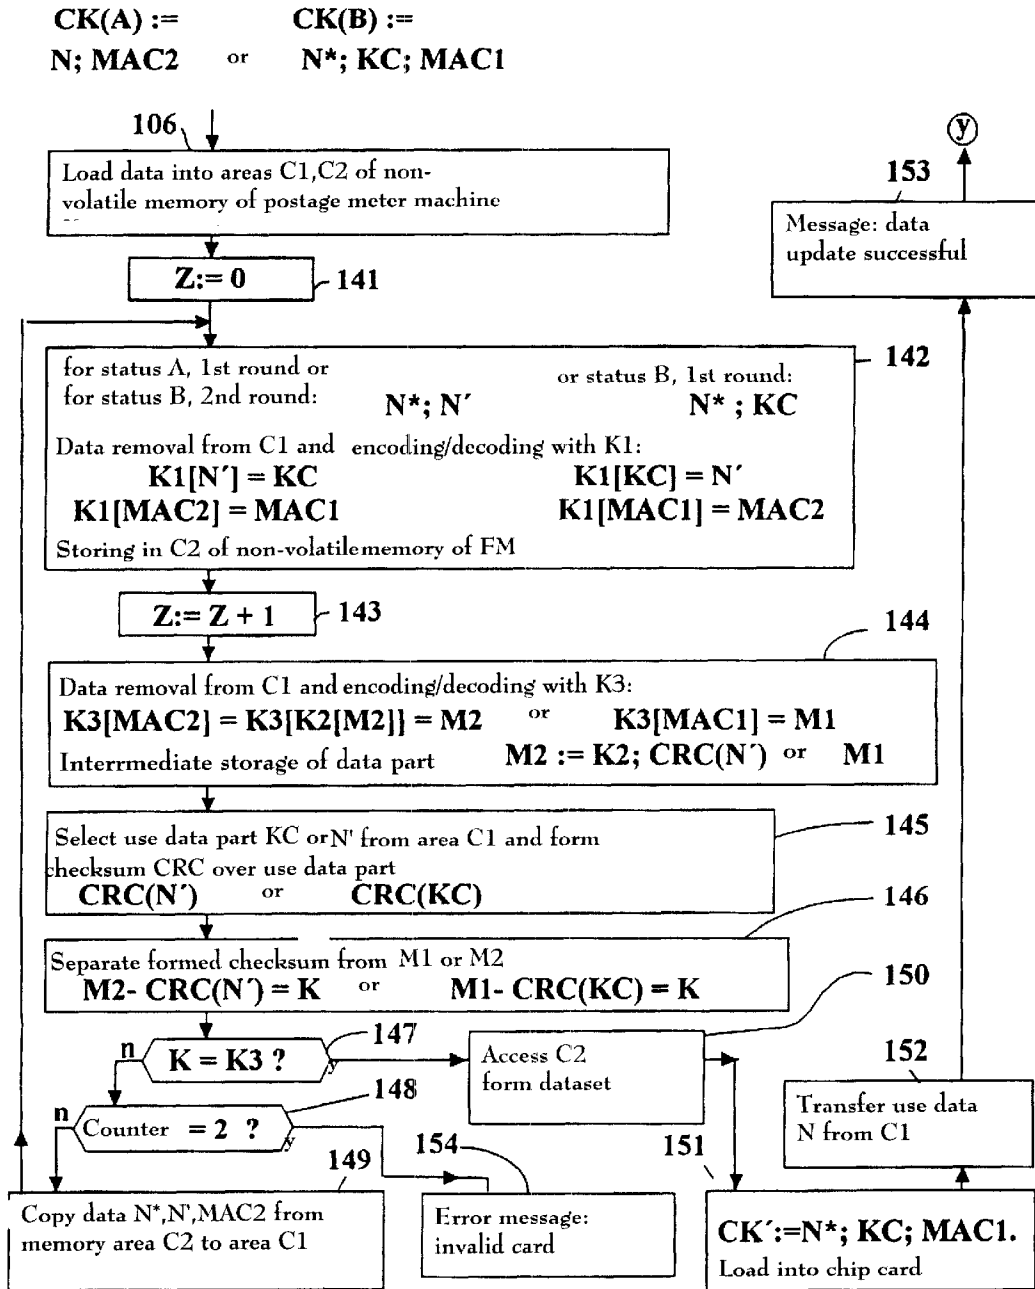 CK(A) := CK(B) :=
N; MAC2 or N*; KC; MAC1
106
Load data into areas C1,C2 of non-
volatile memory of postage meter machine
Z:= 0 141
y
153
Message: data
update successful
142
for status A, 1st round or
for status B, 2nd round: N*; N′
or status B, 1st round:
N* ; KC
Data removal from C1 and encoding/decoding with K1:
K1[N′] = KC K1[KC] = N′
K1[MAC2] = MAC1 K1[MAC1] = MAC2
Storing in C2 of non-volatile memory of FM
Z:= Z + 1 143
144
Data removal from C1 and encoding/decoding with K3:
K3[MAC2] = K3[K2[M2]} = M2 or K3[MAC1] = M1
Interrmediate storage of data part M2 := K2; CRC(N′) or M1
145
Select use data part KC or N' from area C1 and form
checksum CRC over use data part
CRC(N′) or CRC(KC)
146
Separate formed checksum from M1 or M2
M2- CRC(N′) = K or M1- CRC(KC) = K
147
n K = K3 ? y
150
Access C2
form dataset
148
n Counter = 2 ? y
152
Transfer use data
N from C1
149
Copy data N*,N',MAC2 from
memory area C2 to area C1
154
Error message:
invalid card
151
CK′:=N*; KC; MAC1.
Load into chip card